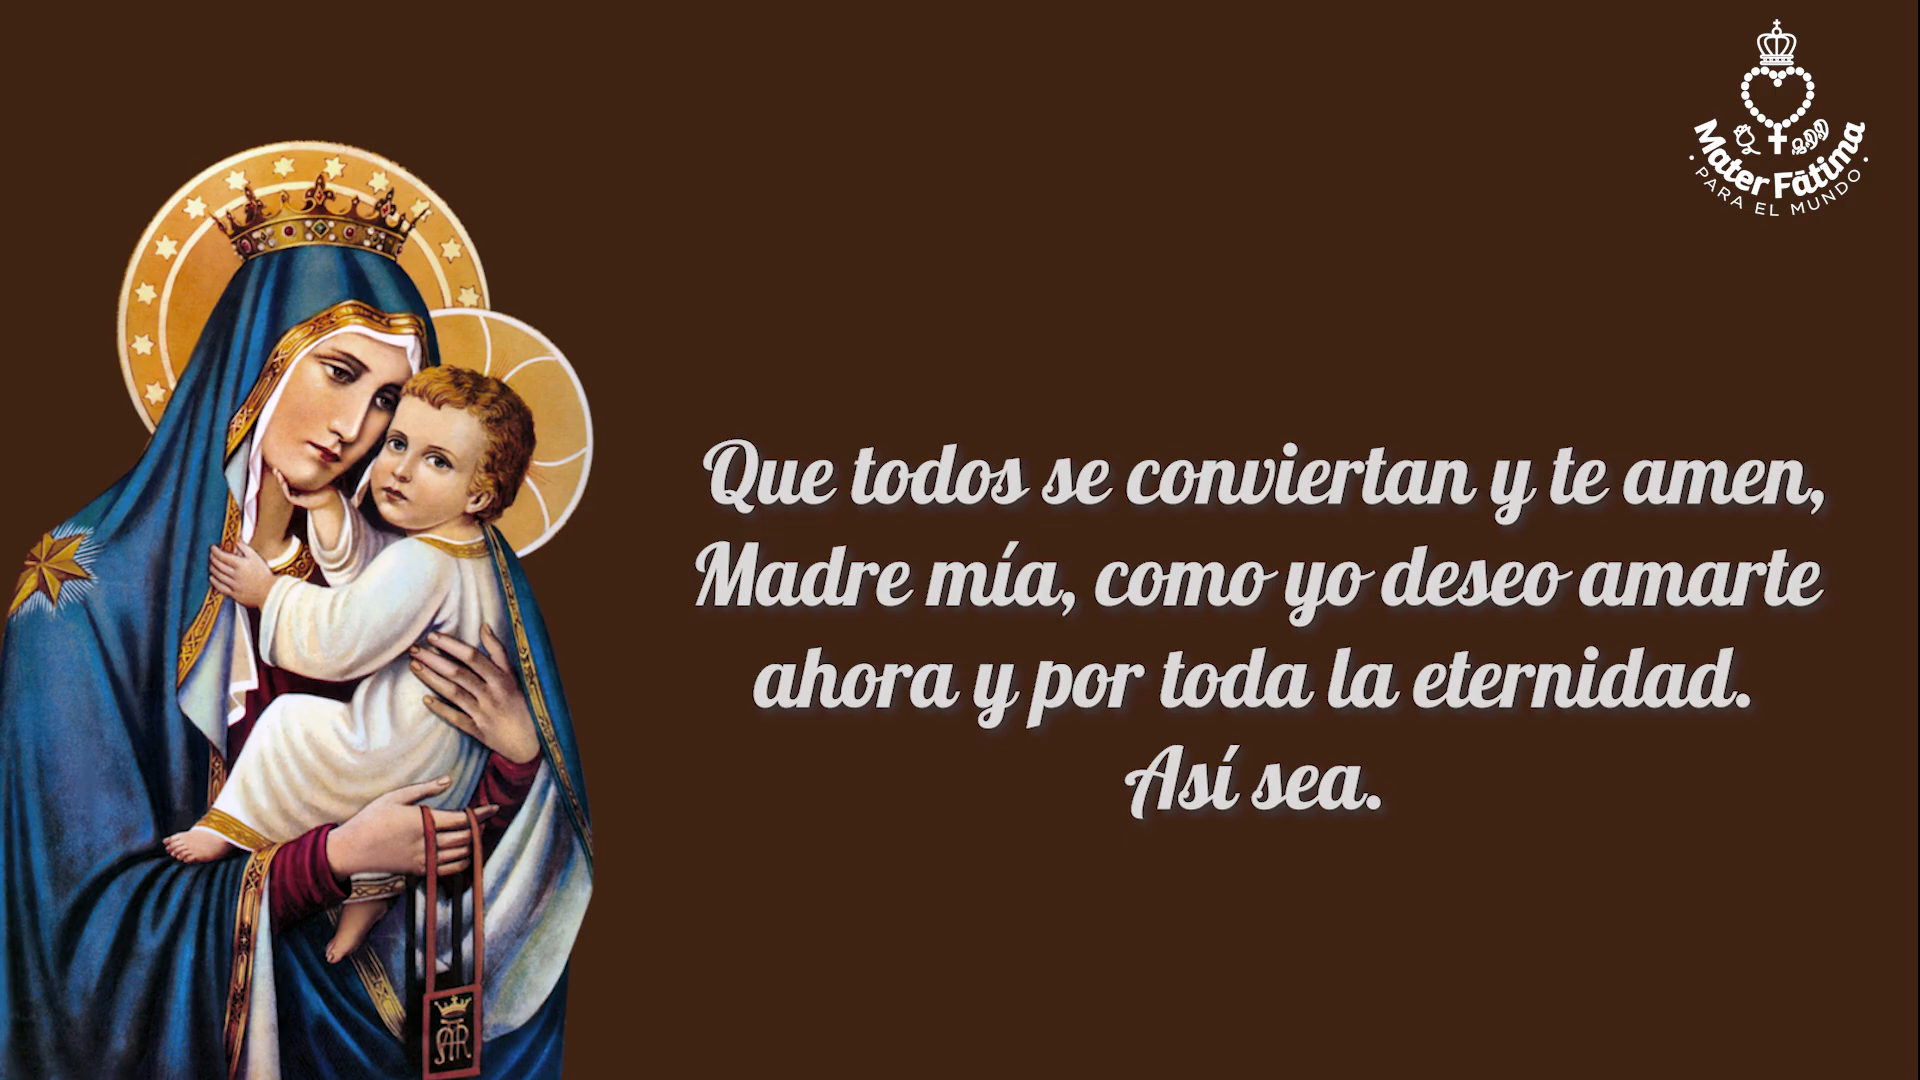 Mater Fātima
· PARA EL MUNDO ·
Que todos se conviertan y te amen,
Madre mía, como yo deseo amarte
ahora y por toda la eternidad.
Así sea.